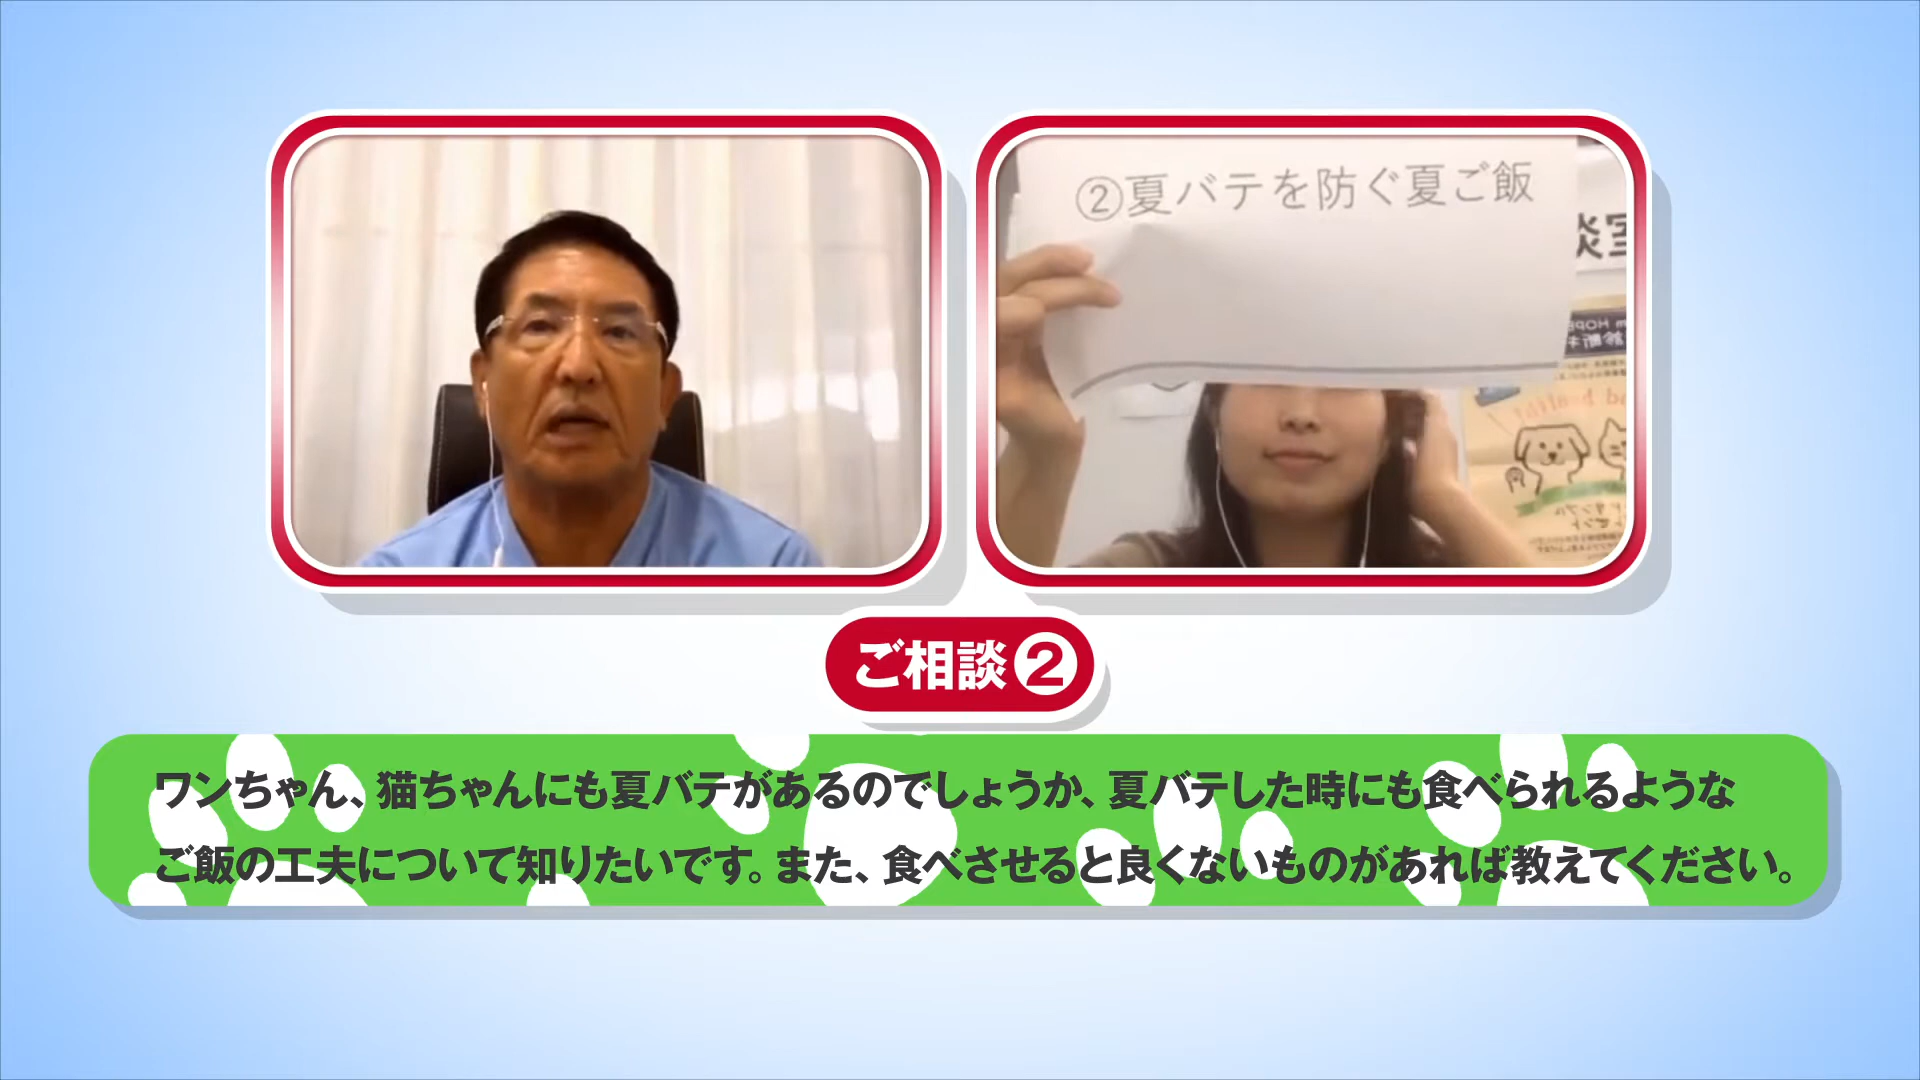 ②夏バテを防ぐ夏ご飯
談室
ご相談❷
ワンちゃん、猫ちゃんにも夏バテがあるのでしょうか、夏バテした時にも食べられるような
ご飯の工夫について知りたいです。また、食べさせると良くないものがあれば教えてください。